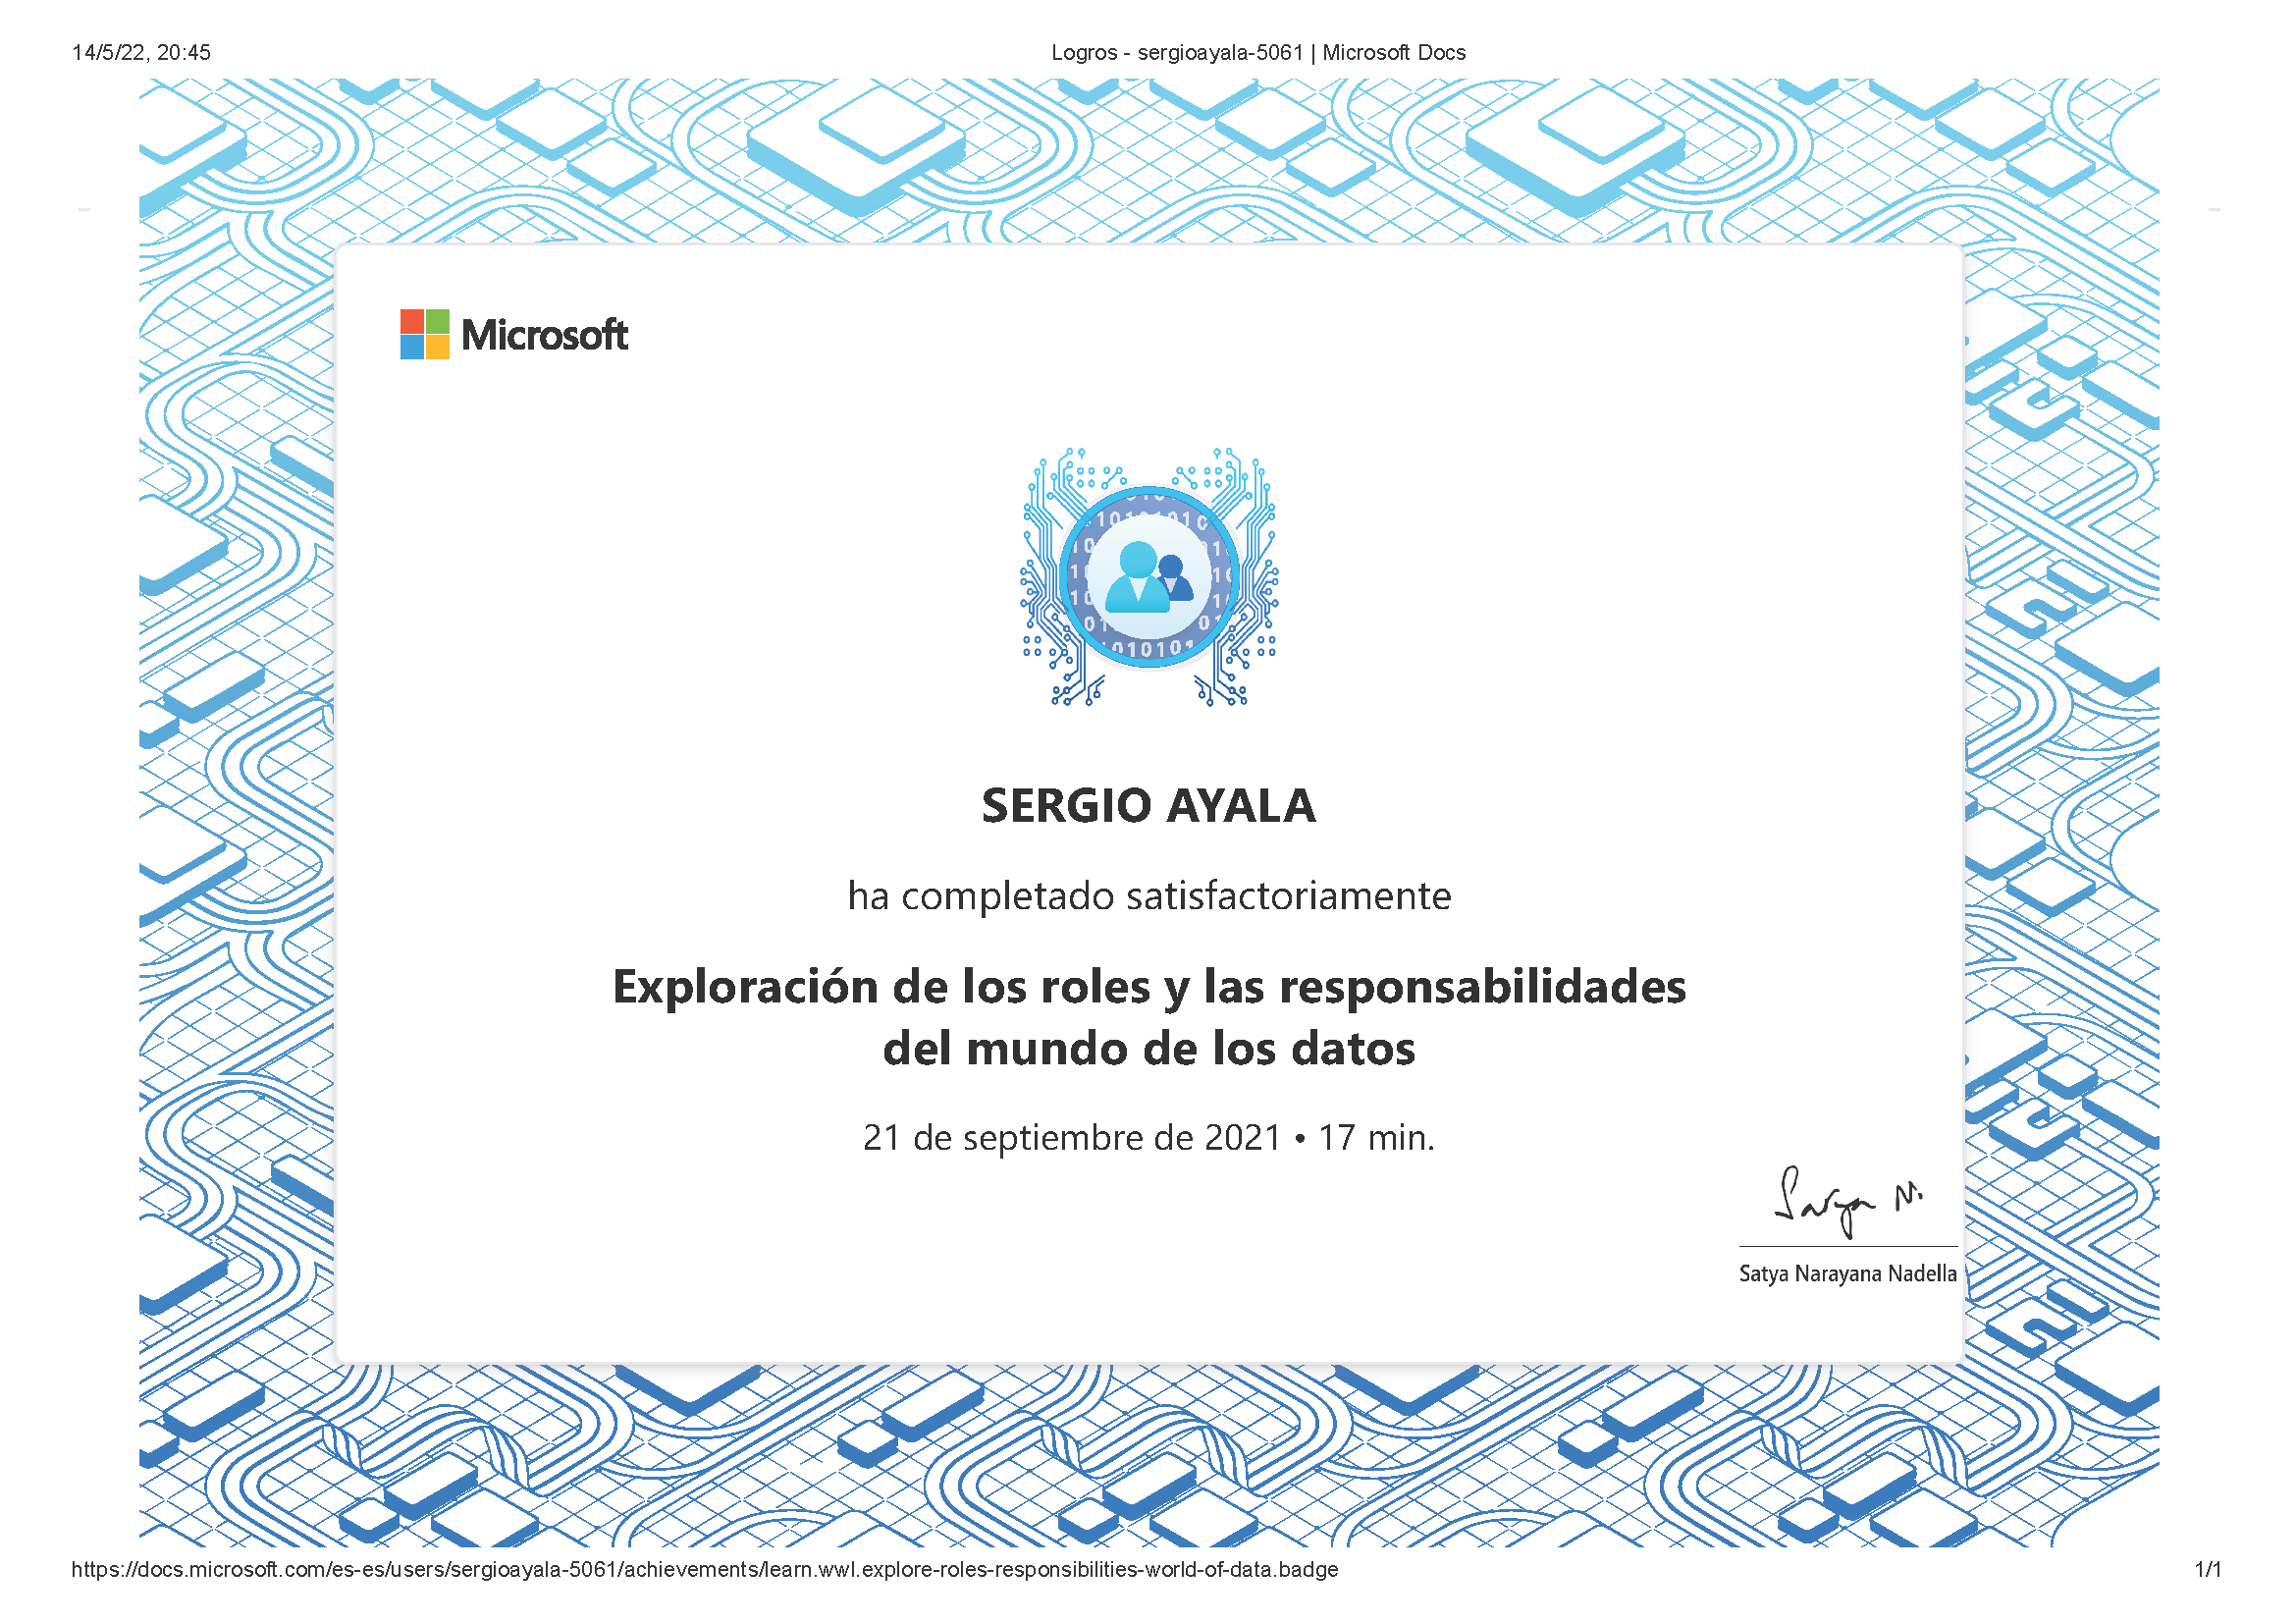 14/5/22, 20:45
Logros - sergioayala-5061 | Microsoft Docs
Microsoft
SERGIO AYALA
ha completado satisfactoriamente
Exploración de los roles y las responsabilidades
del mundo de los datos
21 de septiembre de 2021 • 17 min.
Satya N.
Satya Narayana Nadella
https://docs.microsoft.com/es-es/users/sergioayala-5061/achievements/learn.wwl.explore-roles-responsibilities-world-of-data.badge
1/1